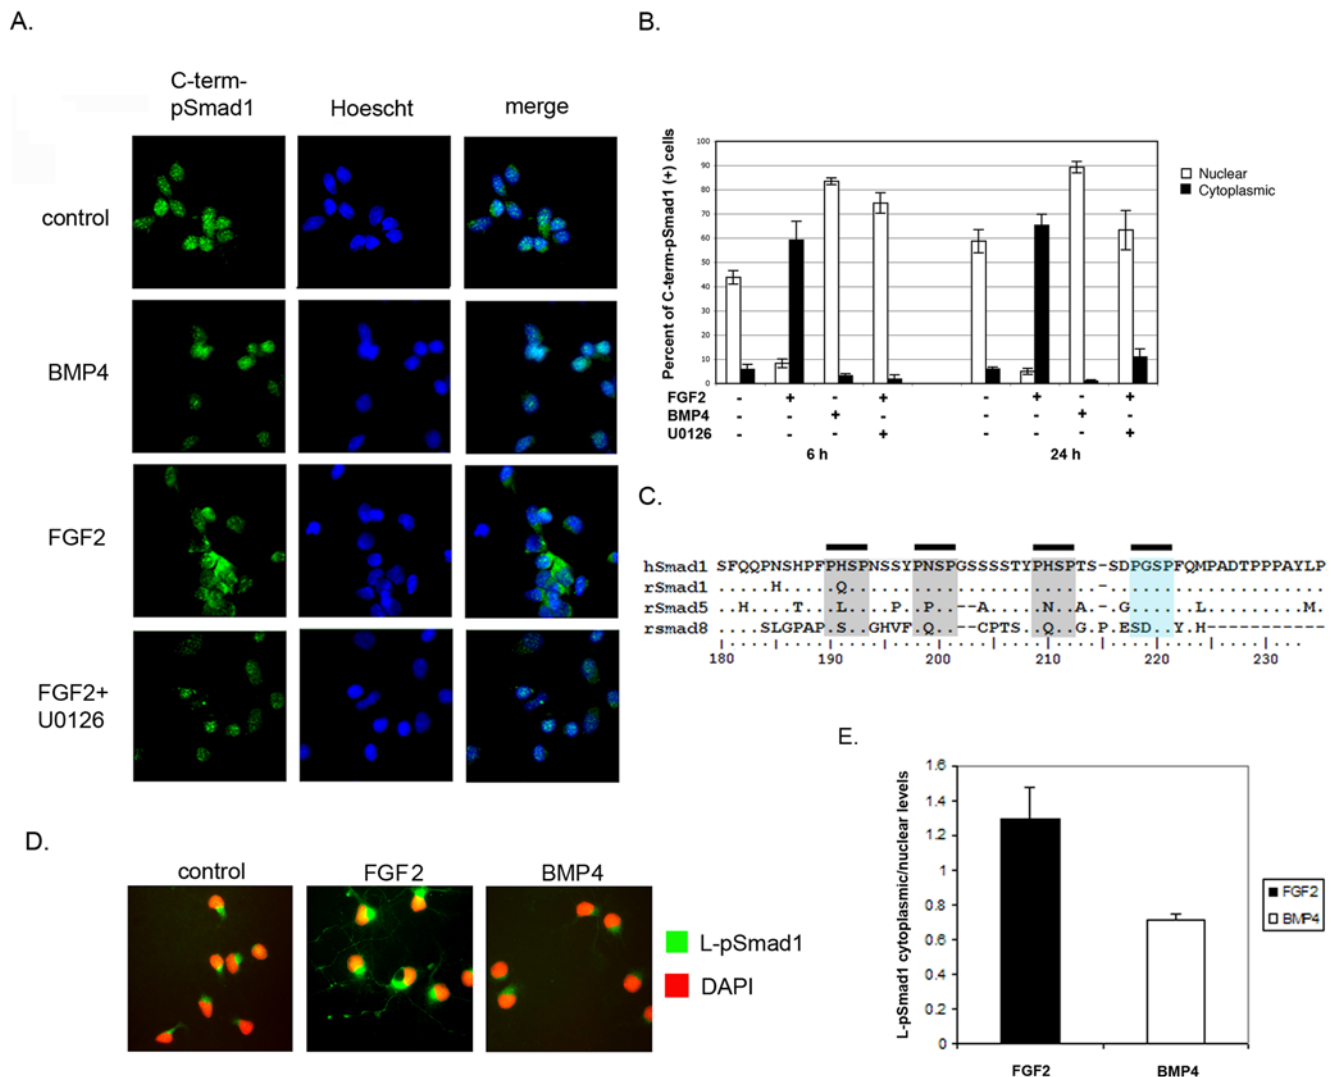 A.
C-term-
pSmad1
Hoescht
merge
control
BMP4
FGF2
FGF2+
U0126
B.
Percent of C-term-pSmad1 (+) cells
100
90
80
70
60
50
40
30
20
10
0
Nuclear
Cytoplasmic
FGF2 - + - + - + - +
BMP4 - - + - - - + -
U0126 - - - + - - - +
6 h 24 h
C.
hSmad1 SFQQPNSHPFPHSPNSSYPNSPGSSSSTYPHSPTS-SDPGSPFQMPADTPPPAYLP
rSmad1 .....H.....Q.......................-....................
rSmad5 ..H....T...L....P..P..--A.....N..A..-.G......L.........M.
rsmad8 ....SLGPAP.S..GHVF.Q..--CPTS..Q..G.P.ESD..Y.H-----------
180 190 200 210 220 230
D.
control FGF2 BMP4
L-pSmad1
DAPI
E.
L-pSmad1 cytoplasmic/nuclear levels
1.6
1.4
1.2
1
0.8
0.6
0.4
0.2
0
FGF2 BMP4
FGF2
BMP4